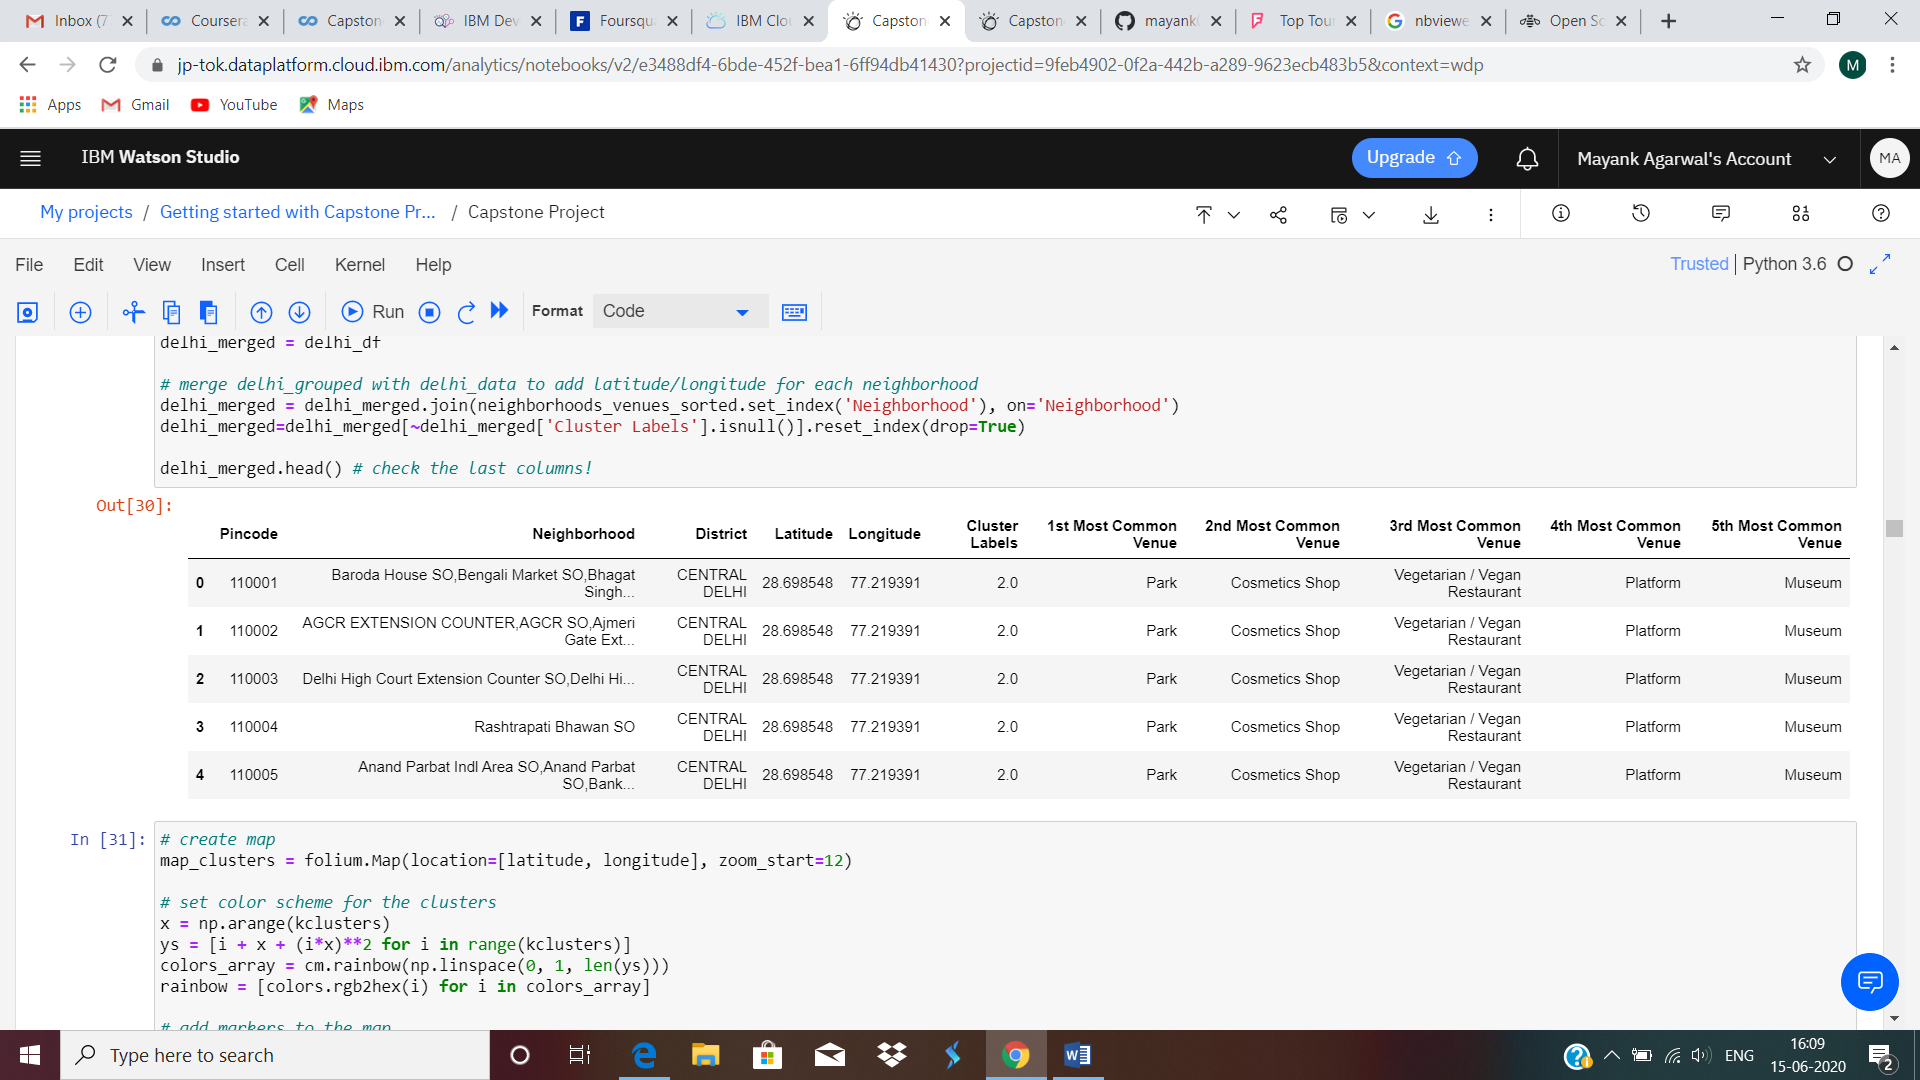 Inbox (7
Coursera
Capston
IBM Dev
Foursqu
IBM Clou
Capston
Capston
mayank
Top Tou
nbviewe
Open So
jp-tok.dataplatform.cloud.ibm.com/analytics/notebooks/v2/e3488df4-6bde-452f-bea1-6ff94db41430?projectid=9feb4902-0f2a-442b-a289-9623ecb483b5&context=wdp
M
Apps Gmail YouTube Maps
IBM Watson Studio
Upgrade
Mayank Agarwal's Account
MA
My projects / Getting started with Capstone Pr... / Capstone Project
File Edit View Insert Cell Kernel Help
Trusted | Python 3.6
Run
Format
Code
delhi_merged = delhi_df
# merge delhi_grouped with delhi_data to add latitude/longitude for each neighborhood
delhi_merged = delhi_merged.join(neighborhoods_venues_sorted.set_index('Neighborhood'), on='Neighborhood')
delhi_merged=delhi_merged[~delhi_merged['Cluster Labels'].isnull()].reset_index(drop=True)
delhi_merged.head() # check the last columns!
Out[30]:
Pincode Neighborhood District Latitude Longitude Cluster Labels 1st Most Common Venue 2nd Most Common Venue 3rd Most Common Venue 4th Most Common Venue 5th Most Common Venue
0 110001 Baroda House SO,Bengali Market SO,Bhagat Singh... CENTRAL DELHI 28.698548 77.219391 2.0 Park Cosmetics Shop Vegetarian / Vegan Restaurant Platform Museum
1 110002 AGCR EXTENSION COUNTER,AGCR SO,Ajmeri Gate Ext... CENTRAL DELHI 28.698548 77.219391 2.0 Park Cosmetics Shop Vegetarian / Vegan Restaurant Platform Museum
2 110003 Delhi High Court Extension Counter SO,Delhi Hi... CENTRAL DELHI 28.698548 77.219391 2.0 Park Cosmetics Shop Vegetarian / Vegan Restaurant Platform Museum
3 110004 Rashtrapati Bhawan SO CENTRAL DELHI 28.698548 77.219391 2.0 Park Cosmetics Shop Vegetarian / Vegan Restaurant Platform Museum
4 110005 Anand Parbat Indl Area SO,Anand Parbat SO,Bank... CENTRAL DELHI 28.698548 77.219391 2.0 Park Cosmetics Shop Vegetarian / Vegan Restaurant Platform Museum
In [31]:
# create map
map_clusters = folium.Map(location=[latitude, longitude], zoom_start=12)
# set color scheme for the clusters
x = np.arange(kclusters)
ys = [i + x + (i*x)**2 for i in range(kclusters)]
colors_array = cm.rainbow(np.linspace(0, 1, len(ys)))
rainbow = [colors.rgb2hex(i) for i in colors_array]
# add markers to the map
Type here to search
ENG
16:09
15-06-2020
2